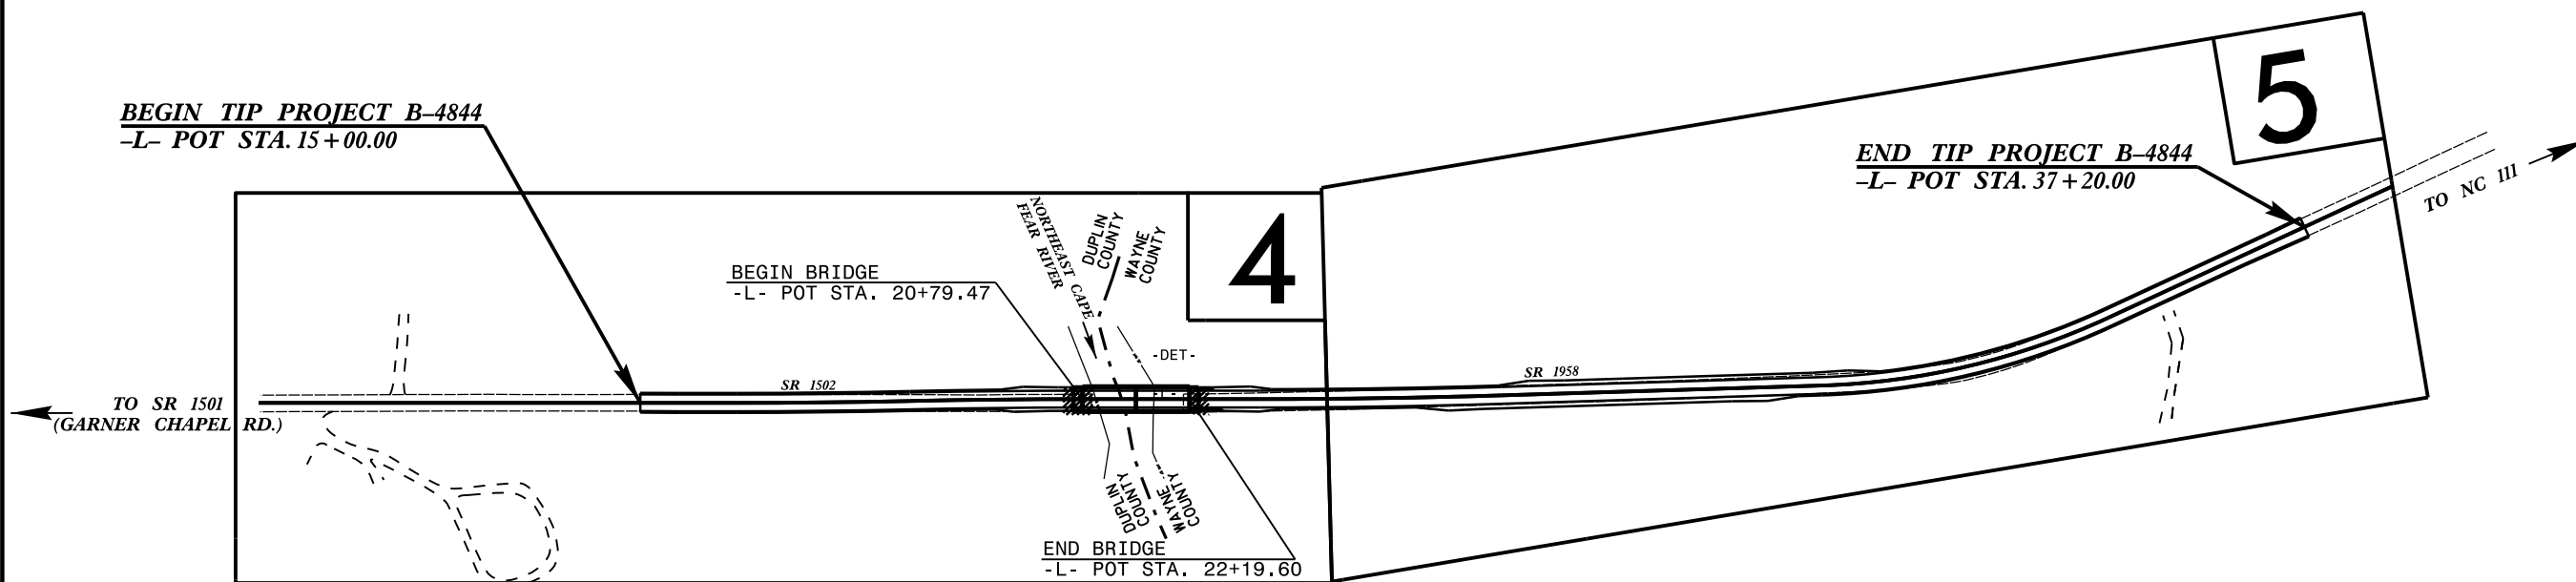 BEGIN TIP PROJECT B–4844
–L– POT STA. 15+00.00
5
END TIP PROJECT B–4844
–L– POT STA. 37+20.00
TO NC 111
4
NORTHEAST CAPE
FEAR RIVER
DUPLIN
COUNTY
WAYNE
COUNTY
BEGIN BRIDGE
-L- POT STA. 20+79.47
-DET-
SR 1502
SR 1958
TO SR 1501
(GARNER CHAPEL RD.)
DUPLIN
COUNTY
WAYNE
COUNTY
END BRIDGE
-L- POT STA. 22+19.60